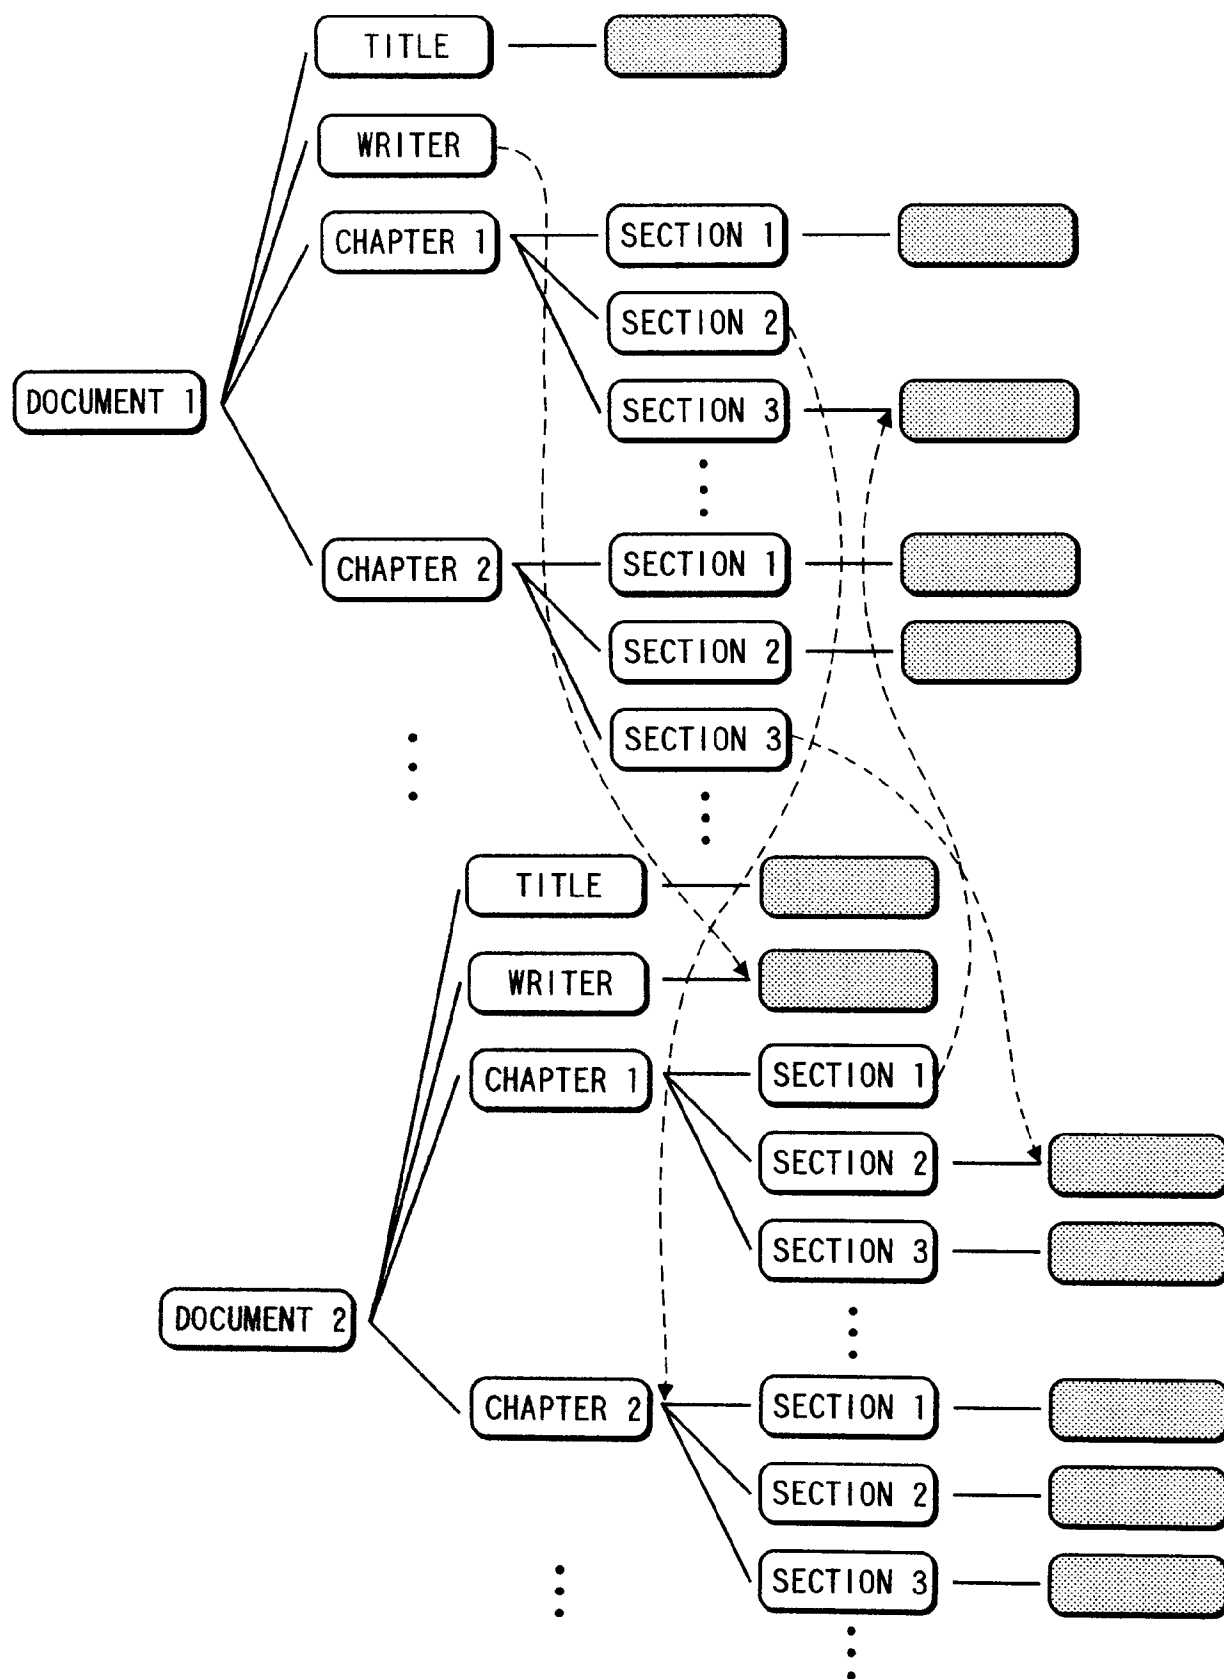 TITLE
WRITER
CHAPTER 1
SECTION 1
SECTION 2
DOCUMENT 1
SECTION 3
CHAPTER 2
SECTION 1
SECTION 2
SECTION 3
TITLE
WRITER
CHAPTER 1
SECTION 1
SECTION 2
SECTION 3
DOCUMENT 2
CHAPTER 2
SECTION 1
SECTION 2
SECTION 3